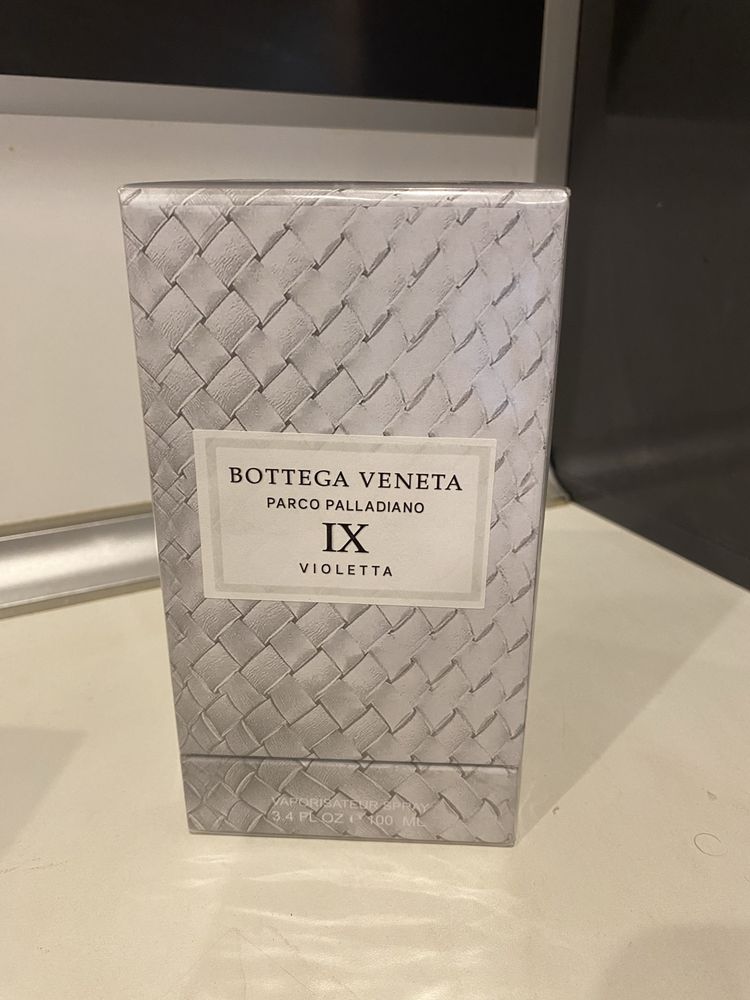 BOTTEGA VENETA
PARCO PALLADIANO
IX
VIOLETTA
VAPORISATEUR SPRAY
3.4 FL OZ ℮ 100 ML